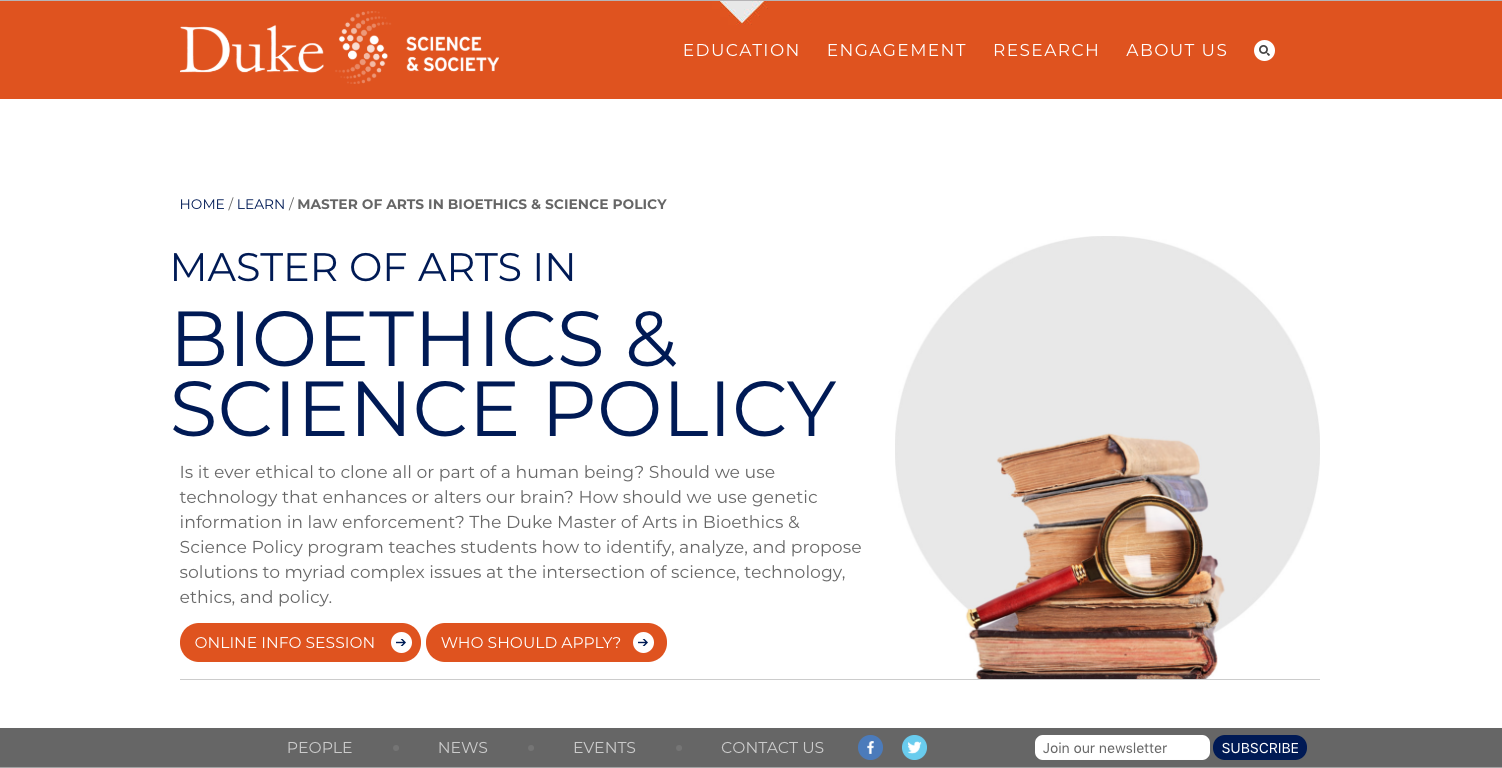 Duke SCIENCE & SOCIETY
EDUCATION ENGAGEMENT RESEARCH ABOUT US
HOME / LEARN / MASTER OF ARTS IN BIOETHICS & SCIENCE POLICY
MASTER OF ARTS IN
BIOETHICS &
SCIENCE POLICY
Is it ever ethical to clone all or part of a human being? Should we use
technology that enhances or alters our brain? How should we use genetic
information in law enforcement? The Duke Master of Arts in Bioethics &
Science Policy program teaches students how to identify, analyze, and propose
solutions to myriad complex issues at the intersection of science, technology,
ethics, and policy.
ONLINE INFO SESSION WHO SHOULD APPLY?
PEOPLE NEWS EVENTS CONTACT US Join our newsletter SUBSCRIBE